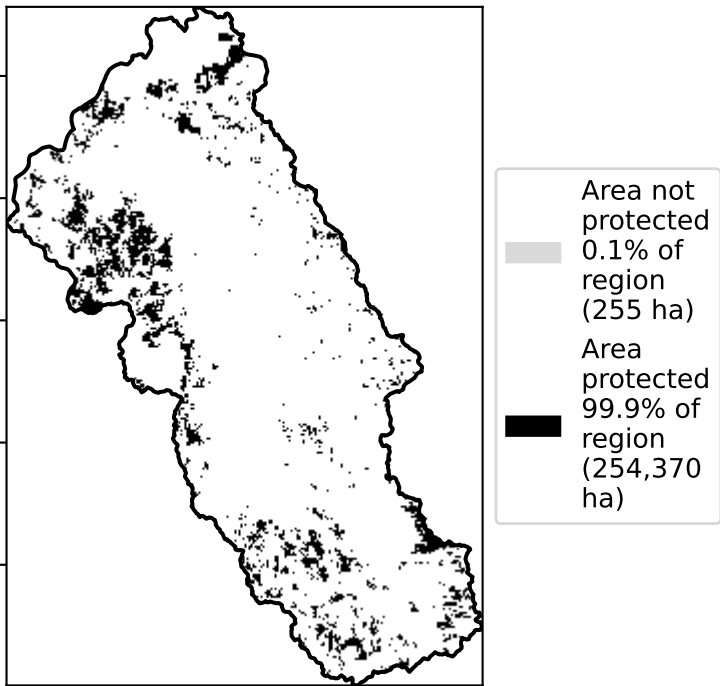 Area not
protected
0.1% of
region
(255 ha)
Area
protected
99.9% of
region
(254,370
ha)